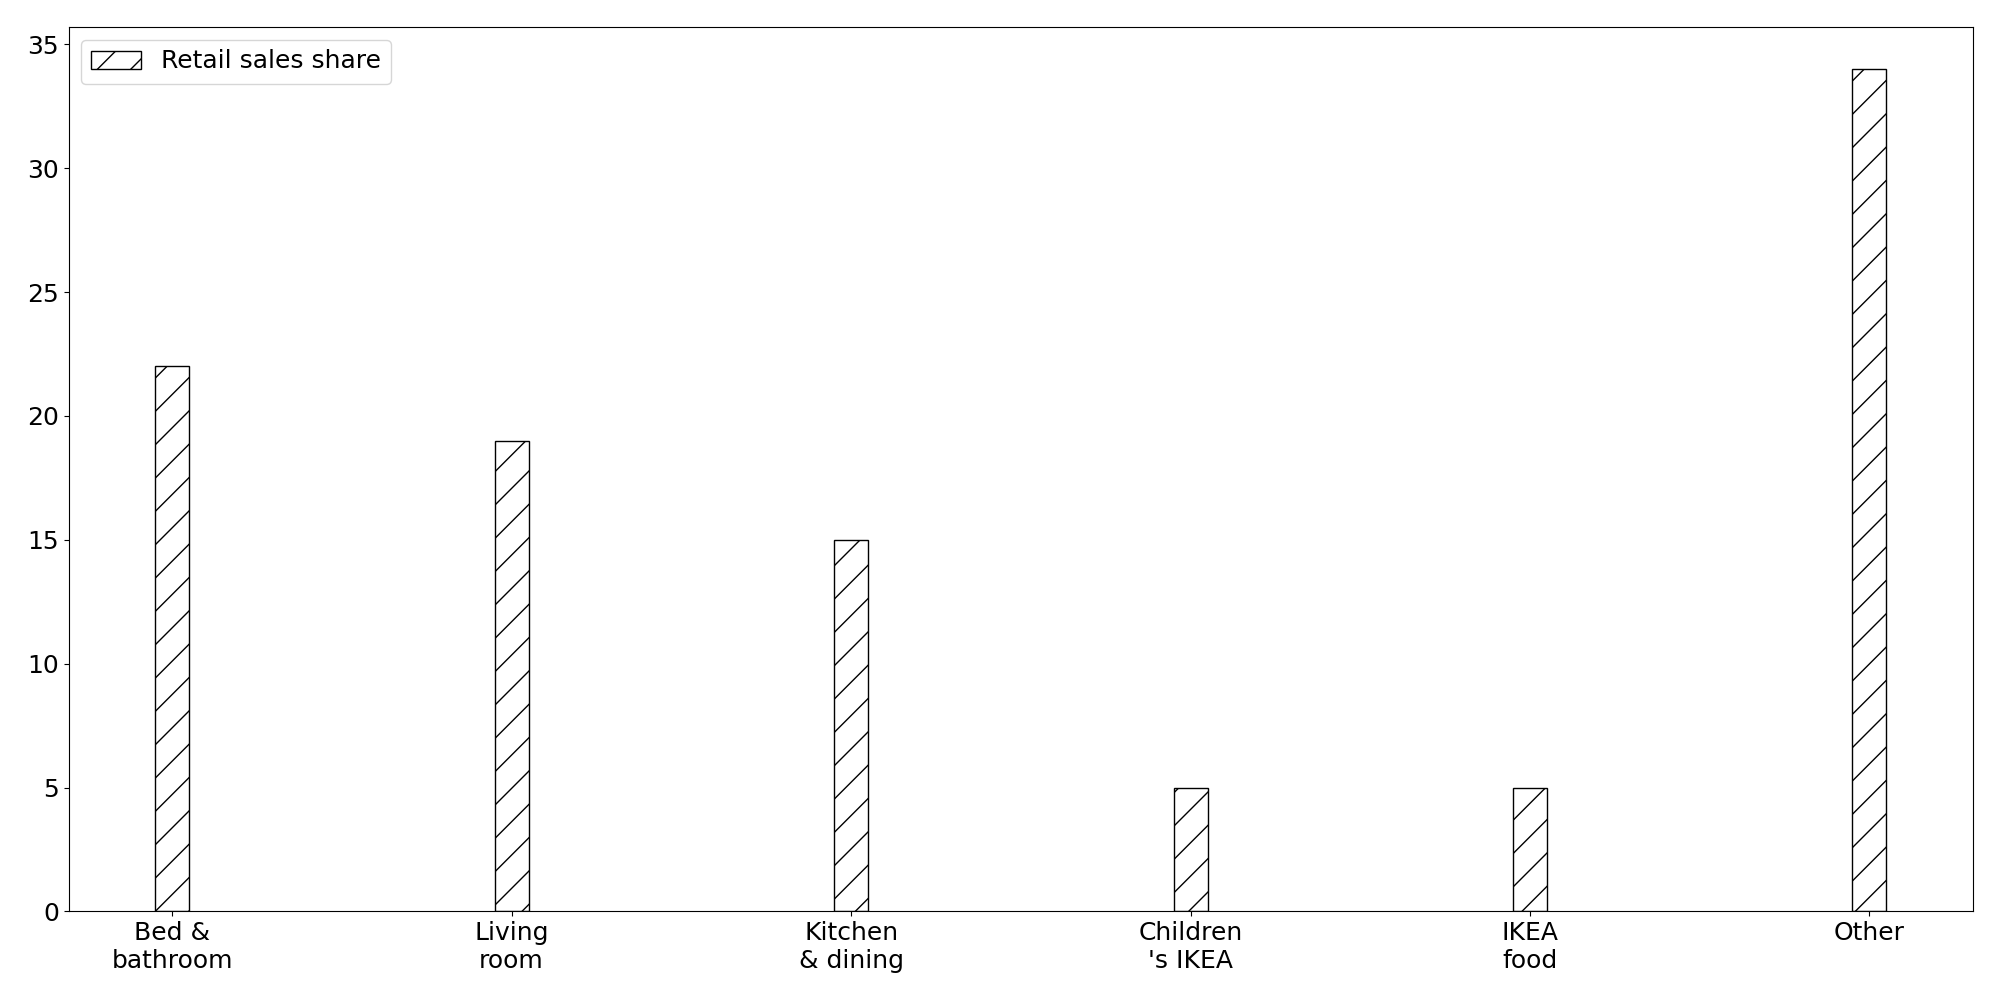 35
Retail sales share
30
25
20
15
10
5
0
Bed &
bathroom
Living
room
Kitchen
& dining
Children
's IKEA
IKEA
food
Other